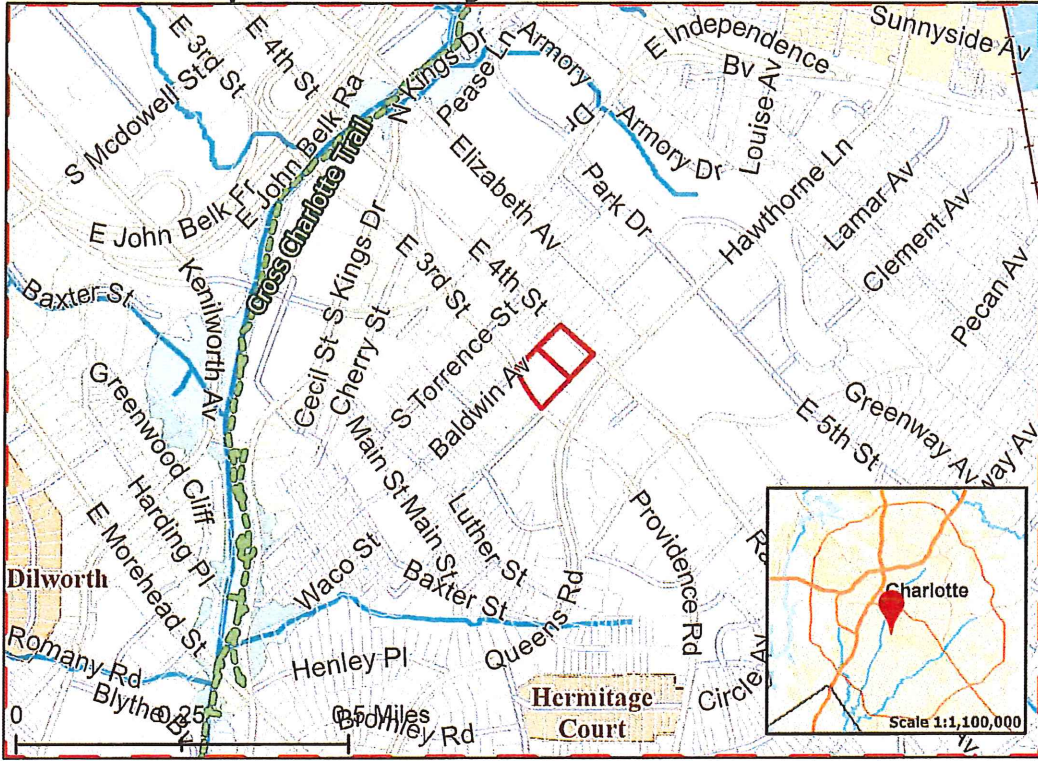 Sunnyside Av
E 3rd St
E 4th St
E Independence
Bv
Armory
Dr
N Kings Dr
Pease Ln
Louise Av
S Mcdowell St
E John Belk Ra
Armory Dr
Cross Charlotte Trail
Elizabeth Av
Park Dr
Hawthorne Ln
Lamar Av
Clement Av
E John Belk Fr
S Kings Dr
E 3rd St
E 4th St
Pecan Av
Baxter St
Kenilworth Av
Cecil St
Cherry St
S Torrence St
Baldwin Av
Greenwood Cliff
Main St
Main St
Luther St
E 5th St
Greenway Av
way Av
Harding Pl
E Morehead St
Providence Rd
Dilworth
Waco St
Baxter St
Queens Rd
Charlotte
Romany Rd
Henley Pl
Circle Av
Hermitage
Court
Blythe Bv
Bromley Rd
0
0.25
0.5 Miles
Scale 1:1,100,000
Av